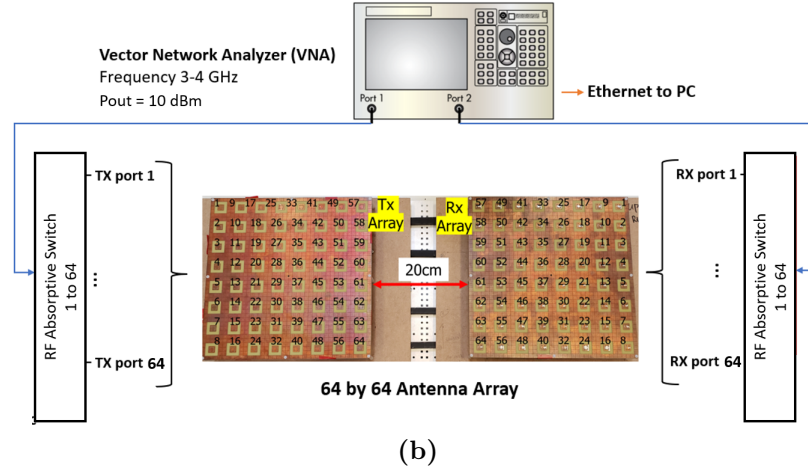 Vector Network Analyzer (VNA)
Frequency 3-4 GHz
Pout = 10 dBm
Port 1
Port 2
Ethernet to PC
RF Absorptive Switch
1 to 64
TX port 1
...
TX port 64
Tx
Array
Rx
Array
20cm
1 9 17 25 33 41 49 57
2 10 18 26 34 42 50 58
3 11 19 27 35 43 51 59
4 12 20 28 36 44 52 60
5 13 21 29 37 45 53 61
6 14 22 30 38 46 54 62
7 15 23 31 39 47 55 63
8 16 24 32 40 48 56 64
57 49 41 33 25 17 9 1
58 50 42 34 26 18 10 2
59 51 43 35 27 19 11 3
60 52 44 36 28 20 12 4
61 53 45 37 29 21 13 5
62 54 46 38 30 22 14 6
63 55 47 39 31 23 15 7
64 56 48 40 32 24 16 8
RX port 1
...
RX port 64
RF Absorptive Switch
1 to 64
64 by 64 Antenna Array
(b)